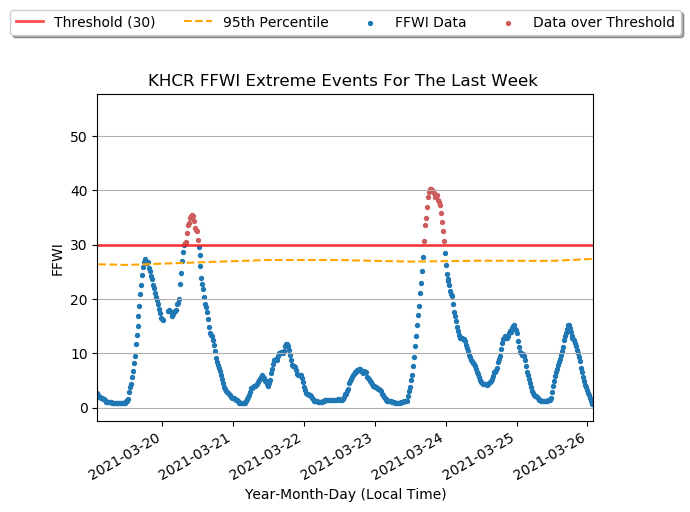 Threshold (30) 95th Percentile FFWI Data Data over Threshold
KHCR FFWI Extreme Events For The Last Week
FFWI
50
40
30
20
10
0
2021-03-20 2021-03-21 2021-03-22 2021-03-23 2021-03-24 2021-03-25 2021-03-26
Year-Month-Day (Local Time)